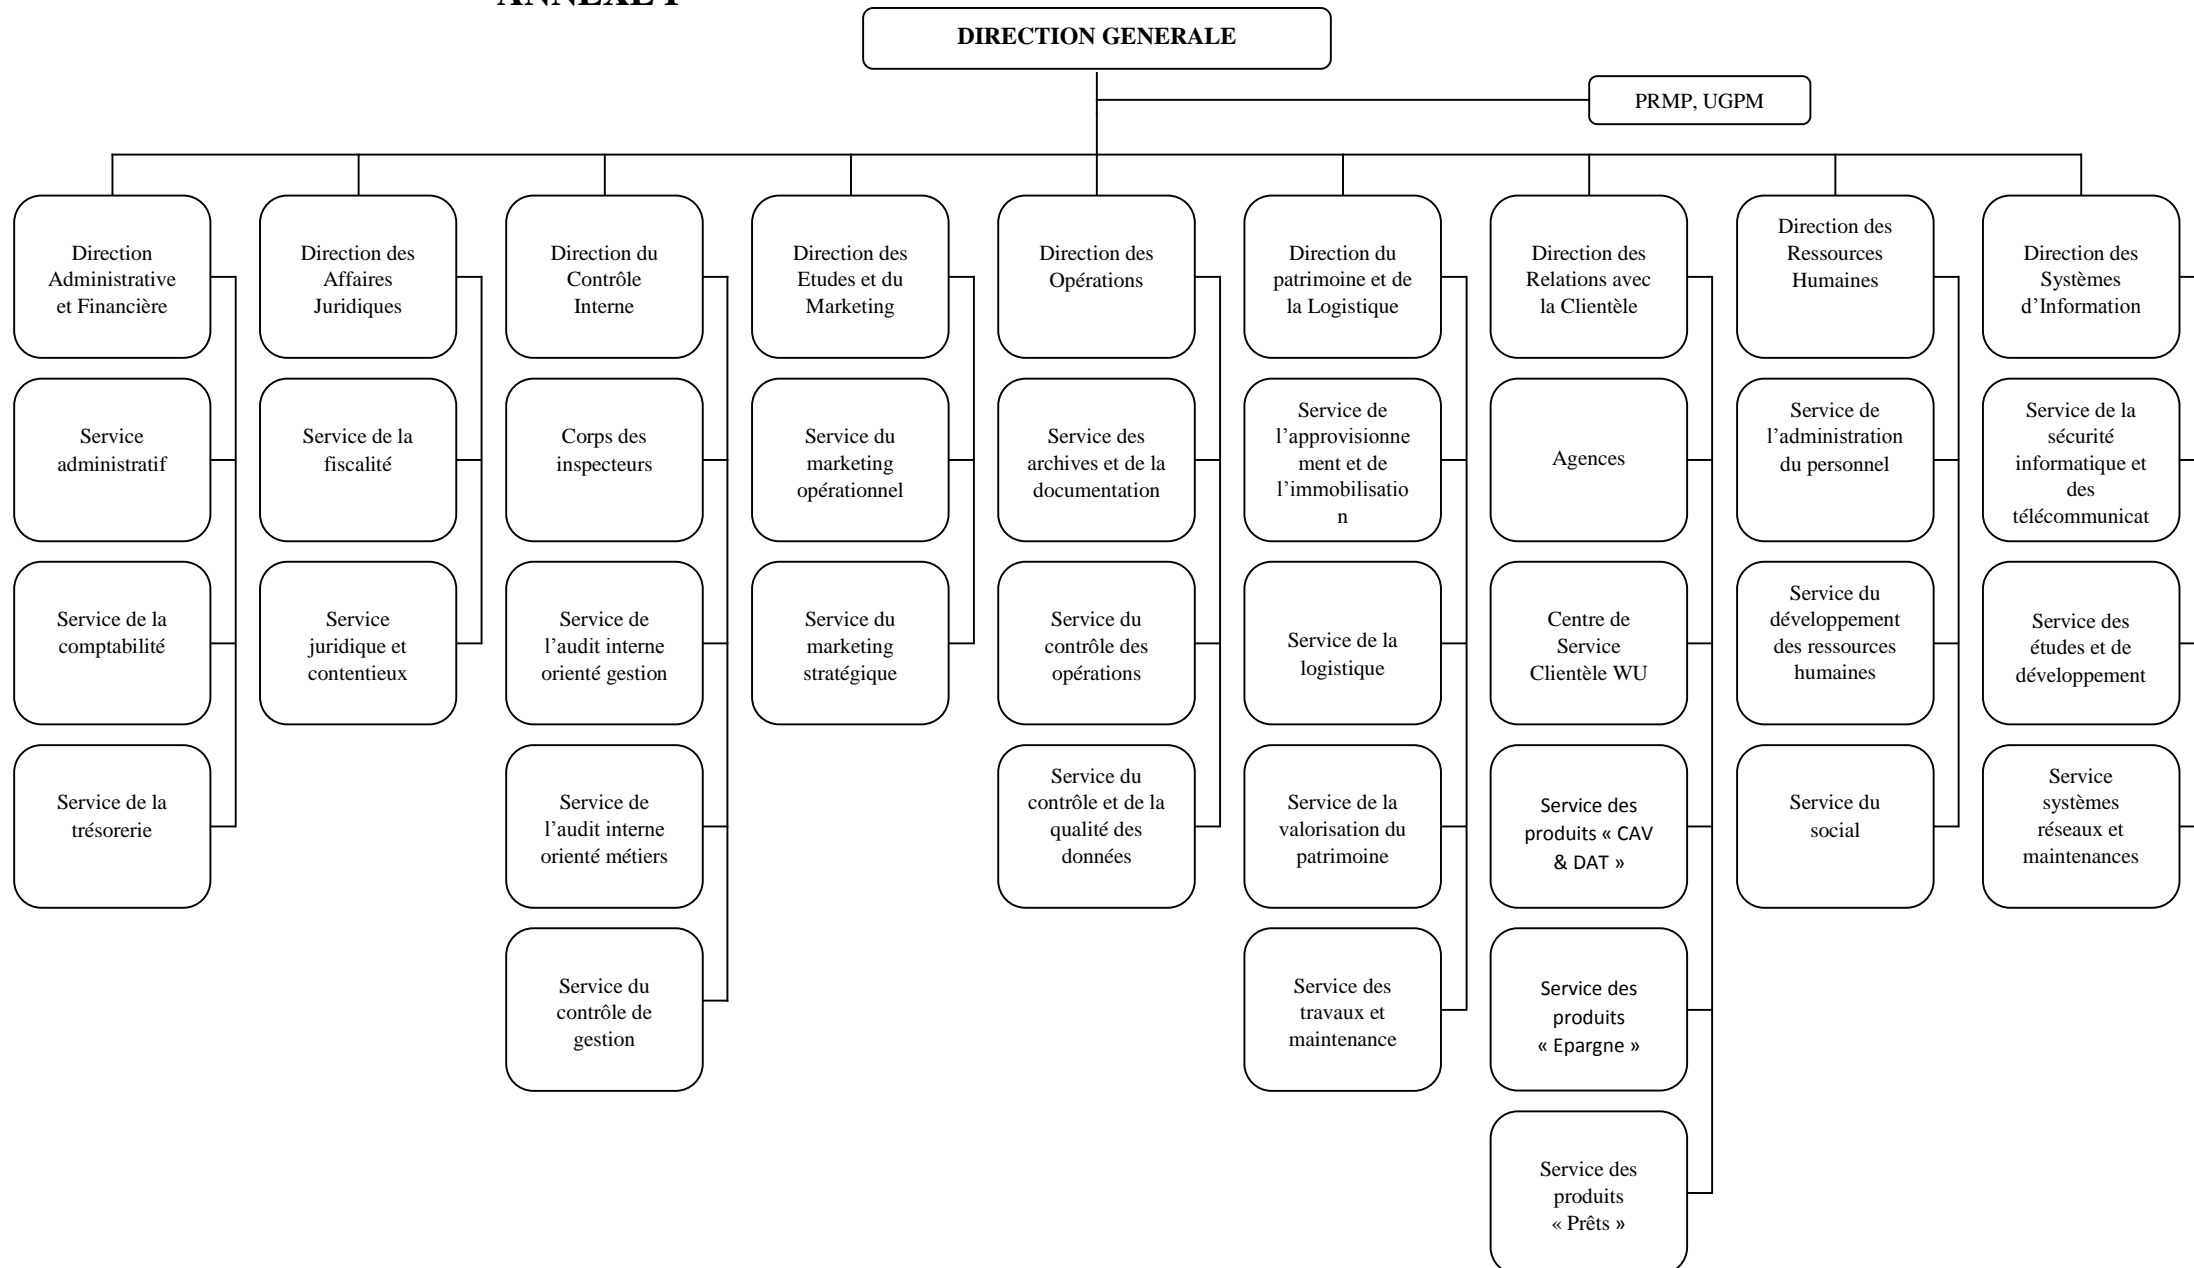 DIRECTION GENERALE
PRMP, UGPM
Direction
Administrative
et Financière
Direction des
Affaires
Juridiques
Direction du
Contrôle
Interne
Direction des
Etudes et du
Marketing
Direction des
Opérations
Direction du
patrimoine et de
la Logistique
Direction des
Relations avec
la Clientèle
Direction des
Ressources
Humaines
Direction des
Systèmes
d’Information
Service
administratif
Service de la
fiscalité
Corps des
inspecteurs
Service du
marketing
opérationnel
Service des
archives et de la
documentation
Service de
l’approvisionne
ment et de
l’immobilisatio
n
Agences
Service de
l’administration
du personnel
Service de la
sécurité
informatique et
des
télécommunicat
Service de la
comptabilité
Service
juridique et
contentieux
Service de
l’audit interne
orienté gestion
Service du
marketing
stratégique
Service du
contrôle des
opérations
Service de la
logistique
Centre de
Service
Clientèle WU
Service du
développement
des ressources
humaines
Service des
études et de
développement
Service de la
trésorerie
Service de
l’audit interne
orienté métiers
Service du
contrôle et de la
qualité des
données
Service de la
valorisation du
patrimoine
Service des
produits « CAV
& DAT »
Service du
social
Service
systèmes
réseaux et
maintenances
Service du
contrôle de
gestion
Service des
travaux et
maintenance
Service des
produits
« Epargne »
Service des
produits
« Prêts »